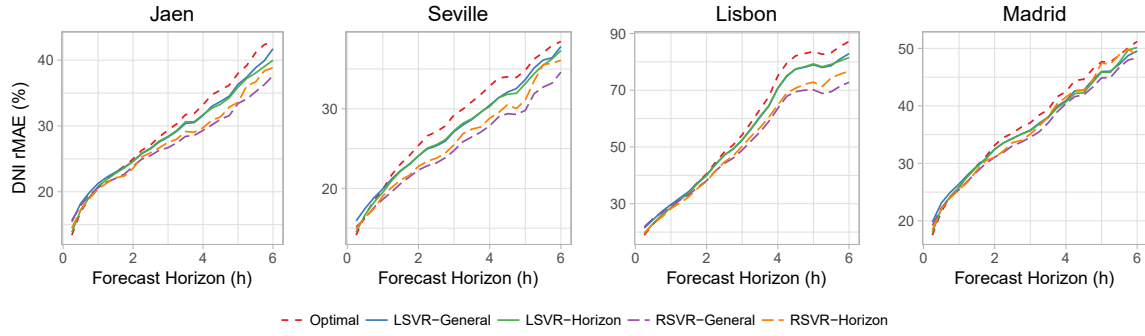 Jaen Seville Lisbon Madrid
DNI rMAE (%)
40
30
20
0 2 4 6
Forecast Horizon (h)
30
20
0 2 4 6
Forecast Horizon (h)
90
70
50
30
0 2 4 6
Forecast Horizon (h)
50
40
30
20
0 2 4 6
Forecast Horizon (h)
Optimal LSVR−General LSVR−Horizon RSVR−General RSVR−Horizon